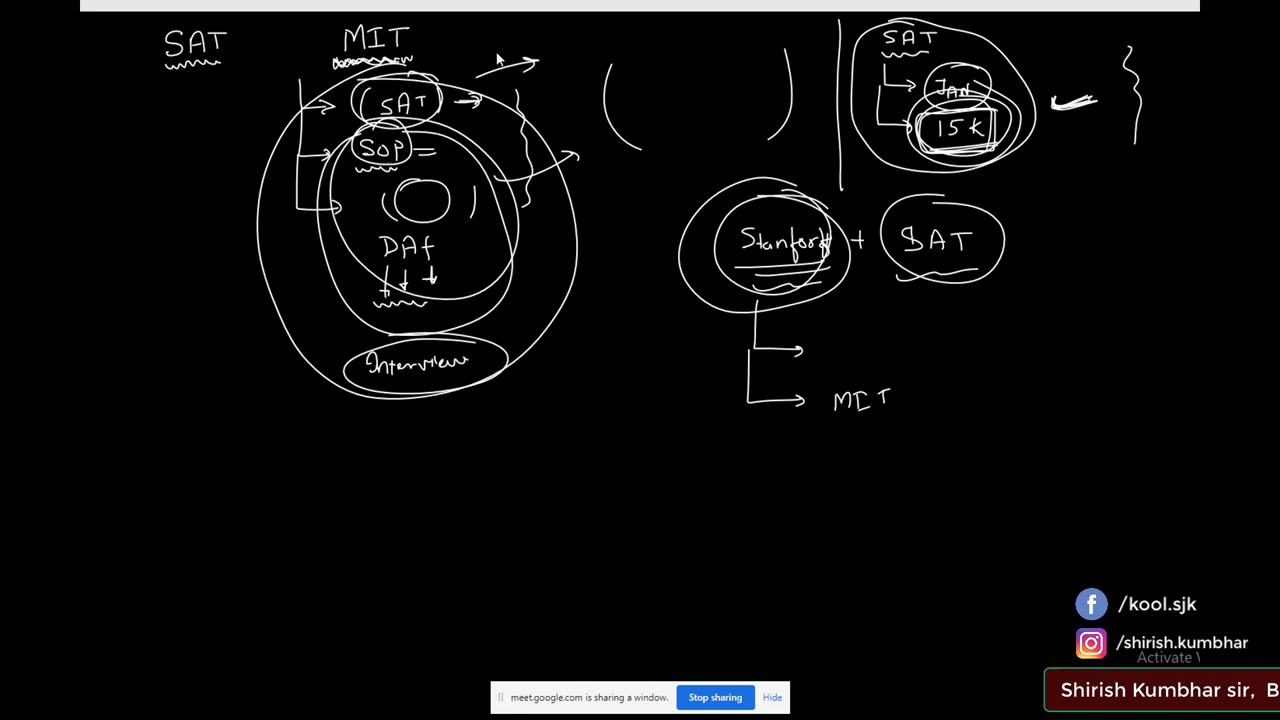 SAT
MIT
(SAT
SOP =
DAf
Interview
SAT
JAN
15K
Stanford + SAT
MIT
/kool.sjk
/shirish.kumbhar
Activate
Shirish Kumbhar sir, B
meet.google.com is sharing a window. Stop sharing Hide